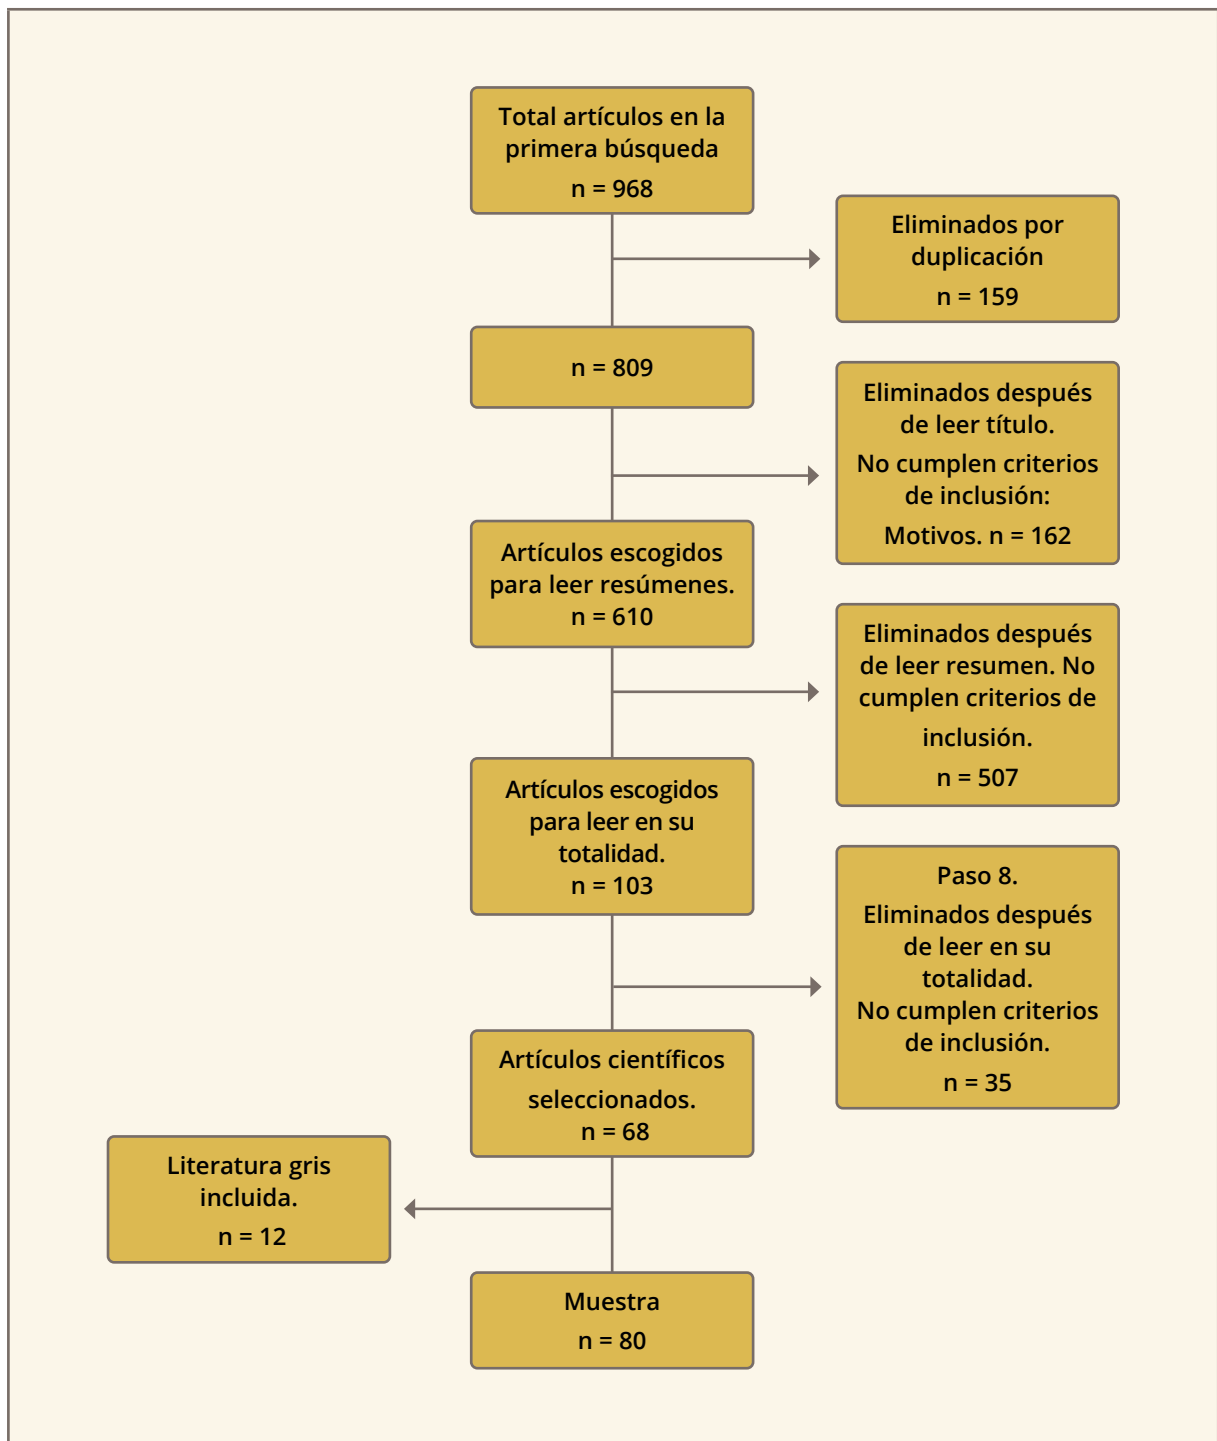 Total artículos en la
primera búsqueda
n = 968
Eliminados por
duplicación
n = 159
n = 809
Eliminados después
de leer título.
No cumplen criterios
de inclusión:
Motivos. n = 162
Artículos escogidos
para leer resúmenes.
n = 610
Eliminados después
de leer resumen. No
cumplen criterios de
inclusión.
n = 507
Artículos escogidos
para leer en su
totalidad.
n = 103
Paso 8.
Eliminados después
de leer en su
totalidad.
No cumplen criterios
de inclusión.
n = 35
Artículos científicos
seleccionados.
n = 68
Literatura gris
incluida.
n = 12
Muestra
n = 80